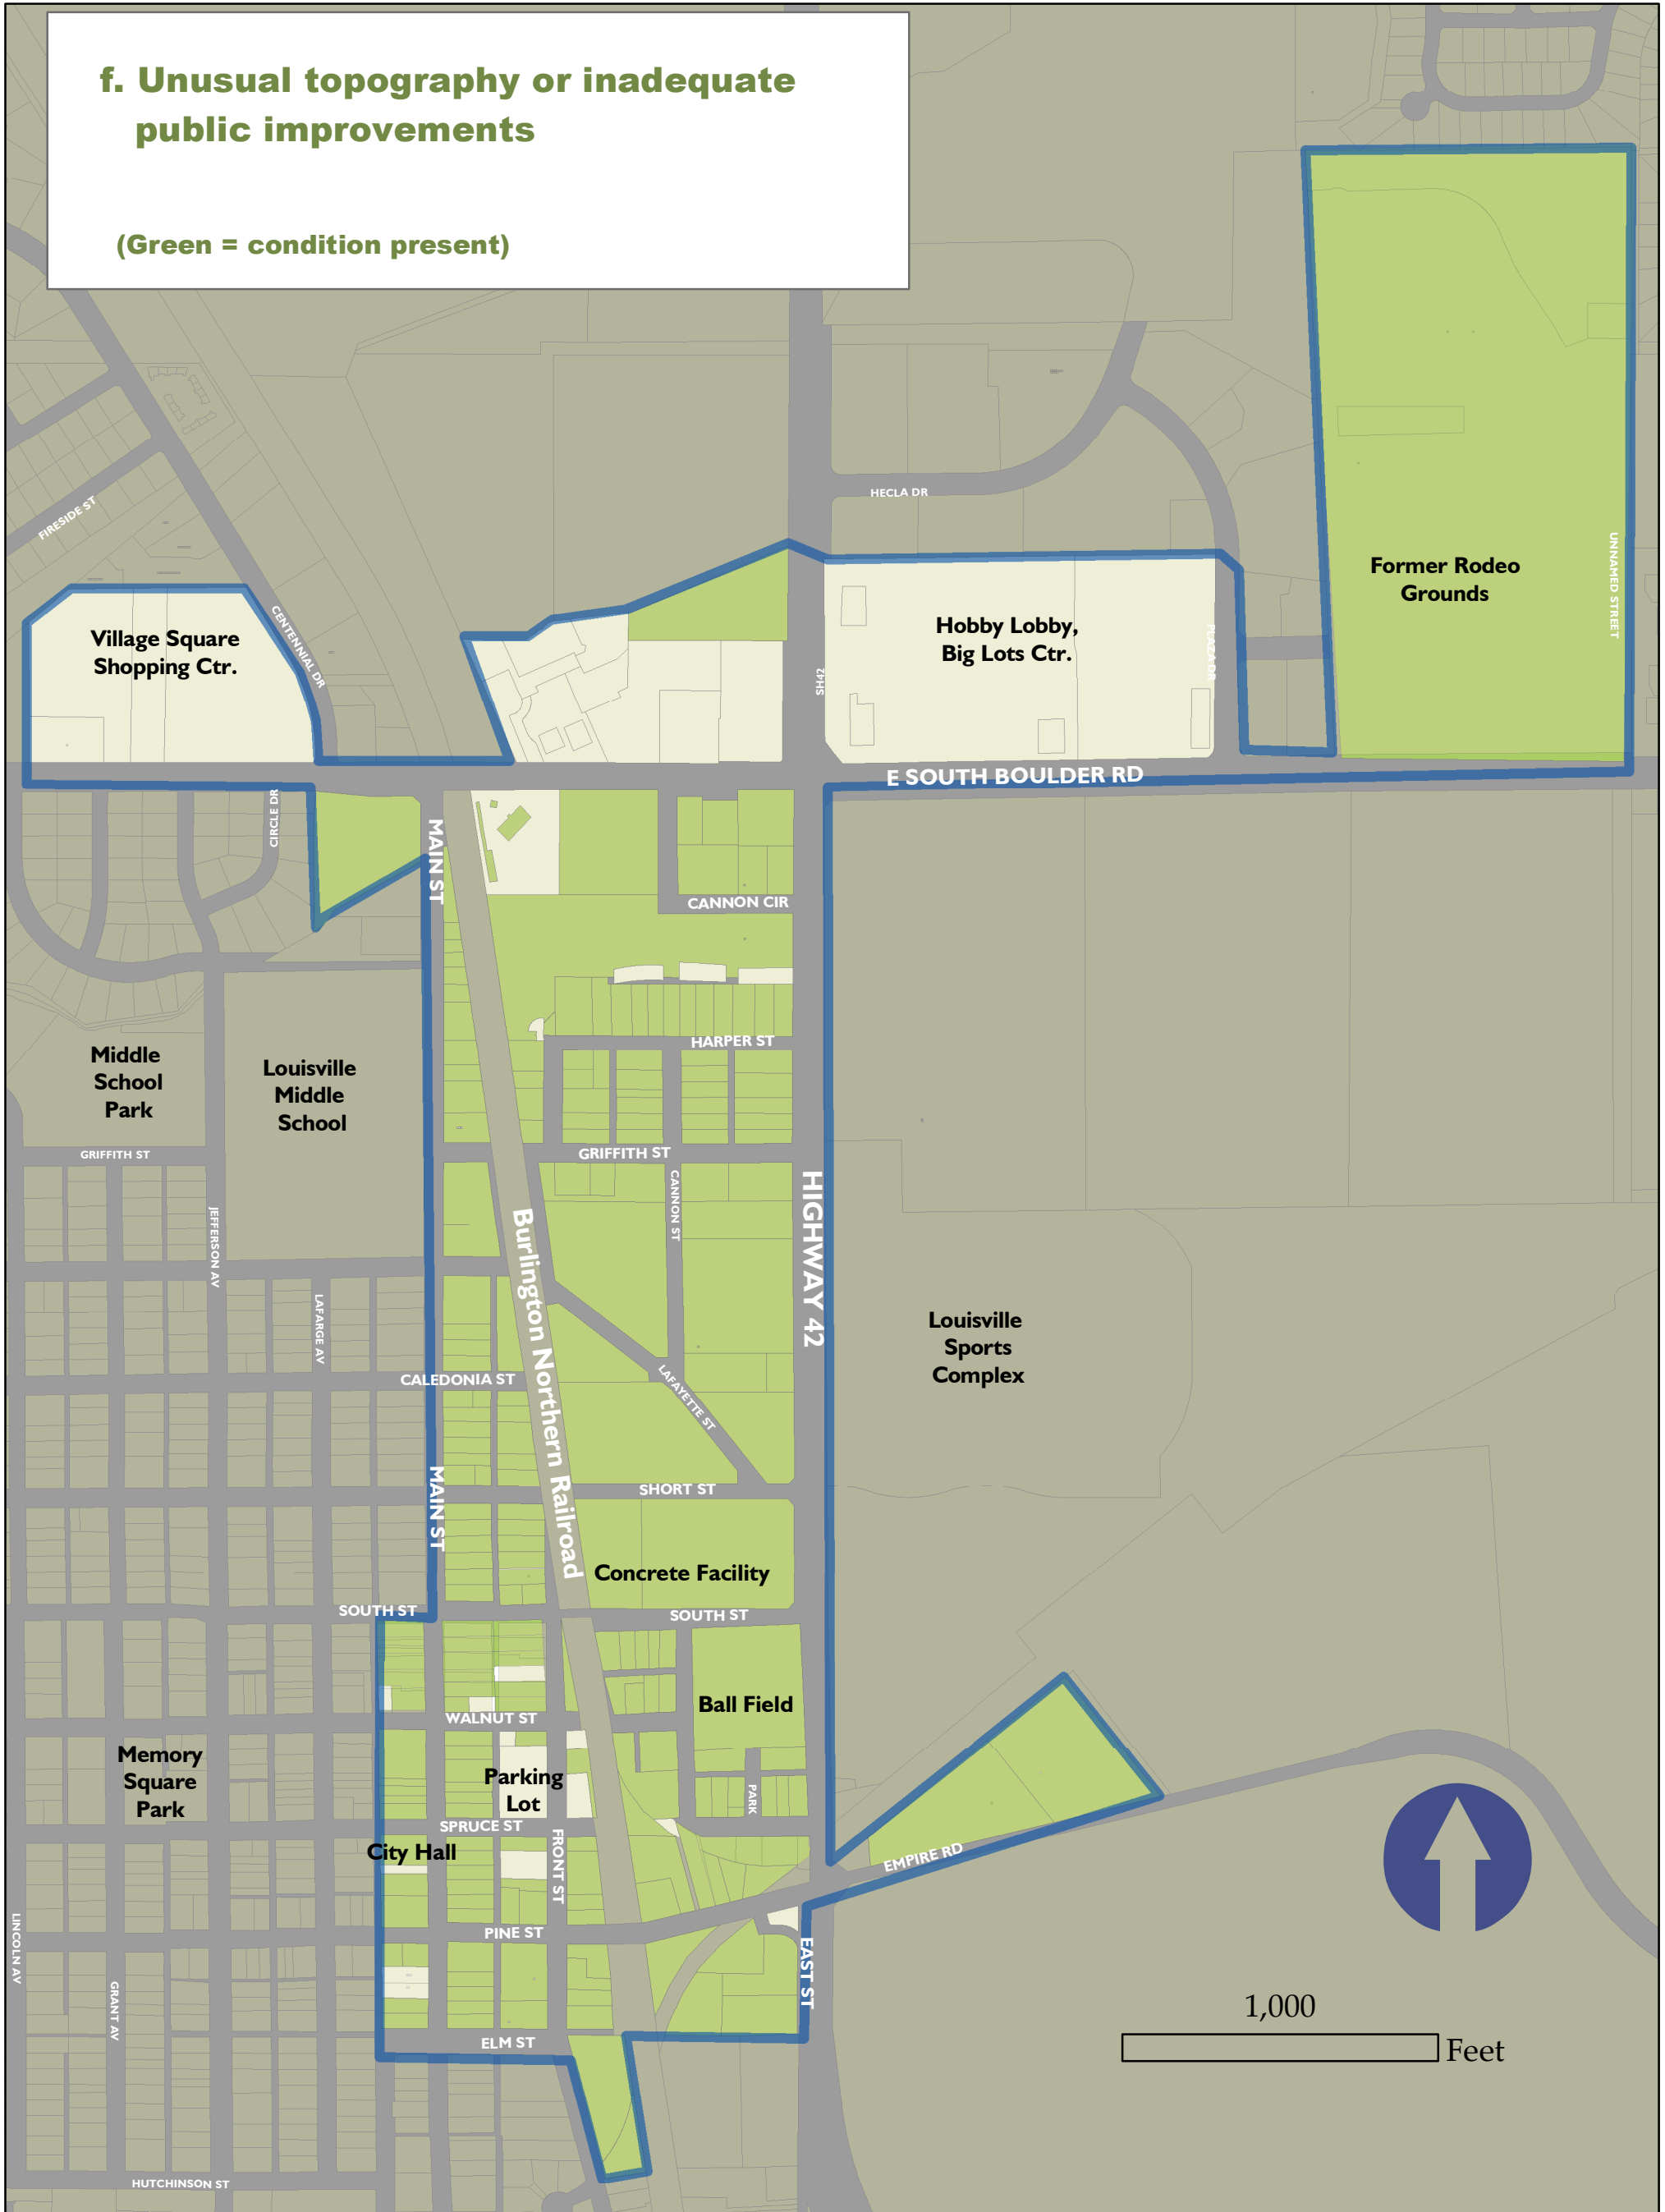 f. Unusual topography or inadequate
public improvements
(Green = condition present)
FIRESIDE ST
HECLA DR
UNNAMED STREET
Former Rodeo
Grounds
CENTENNIAL DR
Village Square
Shopping Ctr.
Hobby Lobby,
Big Lots Ctr.
PLAZA DR
SH42
E SOUTH BOULDER RD
CIRCLE DR
MAIN ST
CANNON CIR
HARPER ST
Middle
School
Park
Louisville
Middle
School
GRIFFITH ST
GRIFFITH ST
CANNON ST
HIGHWAY 42
JEFFERSON AV
Burlington Northern Railroad
LAFARGE AV
Louisville
Sports
Complex
CALEDONIA ST
LAFAYETTE ST
MAIN ST
SHORT ST
Concrete Facility
SOUTH ST
SOUTH ST
Ball Field
WALNUT ST
Memory
Square
Park
Parking
Lot
PARK
SPRUCE ST
City Hall
FRONT ST
EMPIRE RD
LINCOLN AV
PINE ST
EAST ST
GRANT AV
1,000
Feet
ELM ST
HUTCHINSON ST